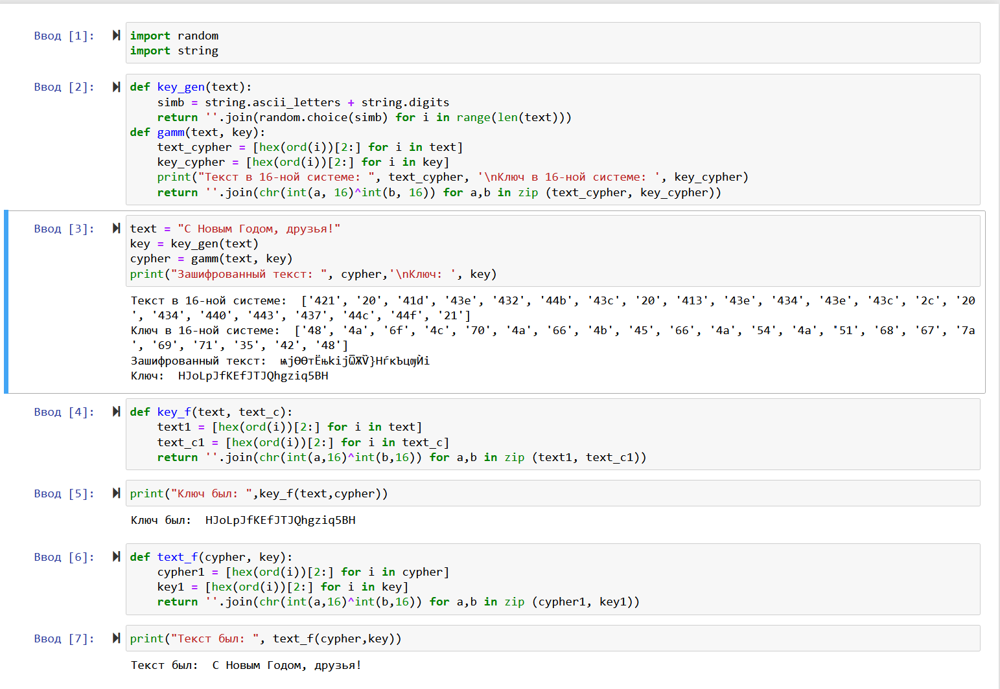 Ввод [1]:
import random
import string
Ввод [2]:
def key_gen(text):
    simb = string.ascii_letters + string.digits
    return ''.join(random.choice(simb) for i in range(len(text)))
def gamm(text, key):
    text_cypher = [hex(ord(i))[2:] for i in text]
    key_cypher = [hex(ord(i))[2:] for i in key]
    print("Текст в 16-ной системе: ", text_cypher, '\nКлюч в 16-ной системе: ', key_cypher)
    return ''.join(chr(int(a, 16)^int(b, 16)) for a,b in zip (text_cypher, key_cypher))
Ввод [3]:
text = "С Новым Годом, друзья!"
key = key_gen(text)
cypher = gamm(text, key)
print("Зашифрованный текст: ", cypher,'\nКлюч: ', key)
Текст в 16-ной системе:  ['421', '20', '41d', '43e', '432', '44b', '43c', '20', '413', '43e', '434', '43e', '43c', '2c', '20
', '434', '440', '443', '437', '44c', '44f', '21']
Ключ в 16-ной системе:  ['48', '4a', '6f', '4c', '70', '4a', '66', '4b', '45', '66', '4a', '54', '4a', '51', '68', '67', '7a
', '69', '71', '35', '42', '48']
Зашифрованный текст:
Ключ:  HJoLpJfKEfJTJQhgziq5BH
Ввод [4]:
def key_f(text, text_c):
    text1 = [hex(ord(i))[2:] for i in text]
    text_c1 = [hex(ord(i))[2:] for i in text_c]
    return ''.join(chr(int(a,16)^int(b,16)) for a,b in zip (text1, text_c1))
Ввод [5]:
print("Ключ был: ",key_f(text,cypher))
Ключ был:  HJoLpJfKEfJTJQhgziq5BH
Ввод [6]:
def text_f(cypher, key):
    cypher1 = [hex(ord(i))[2:] for i in cypher]
    key1 = [hex(ord(i))[2:] for i in key]
    return ''.join(chr(int(a,16)^int(b,16)) for a,b in zip (cypher1, key1))
Ввод [7]:
print("Текст был: ", text_f(cypher,key))
Текст был:  С Новым Годом, друзья!